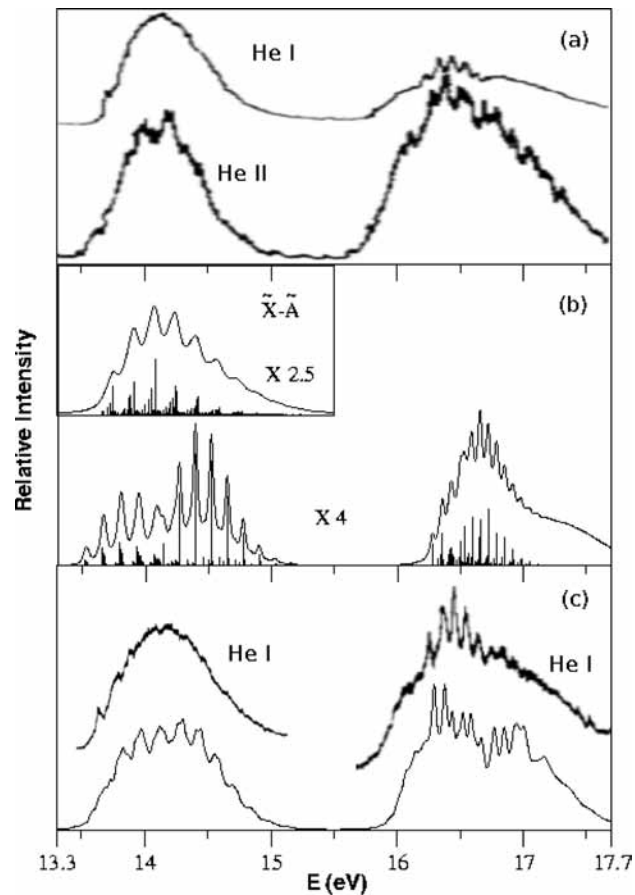 (a)
He I
He II
X̃-Ã
(b)
X 2.5
X 4
(c)
He I
He I
Relative Intensity
13.3 14 15 16 17 17.7
E (eV)